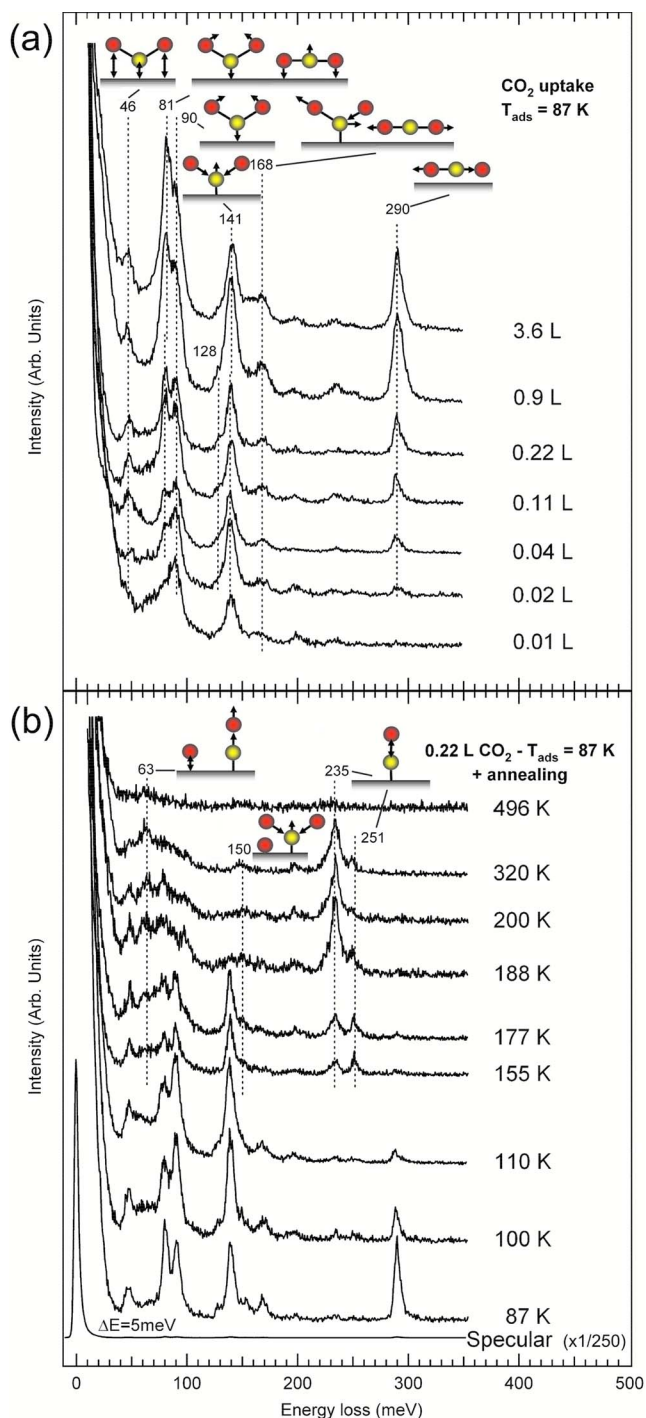 (a)
CO₂ uptake
Tads = 87 K
46
81
90
168
141
290
128
Intensity (Arb. Units)
3.6 L
0.9 L
0.22 L
0.11 L
0.04 L
0.02 L
0.01 L
(b)
0.22 L CO₂ - Tads = 87 K
+ annealing
63
235
251
150
496 K
320 K
200 K
188 K
177 K
155 K
110 K
100 K
87 K
Intensity (Arb. Units)
ΔE=5meV
Specular (x1/250)
0 100 200 300 400 500
Energy loss (meV)